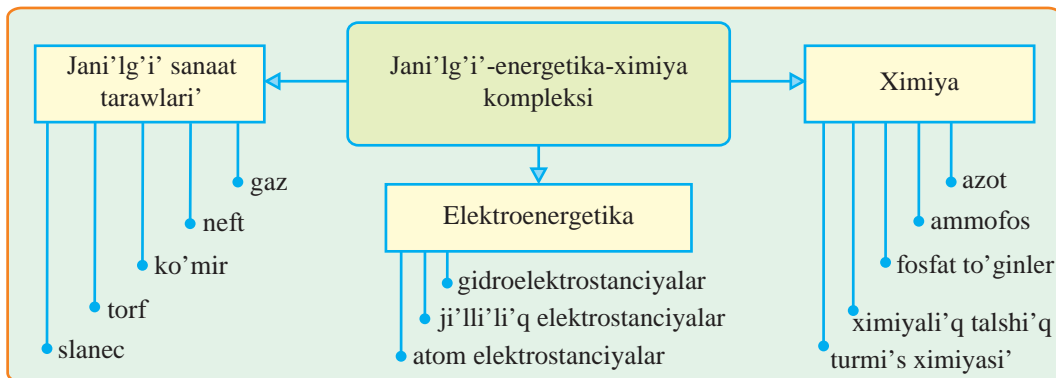 Jani’lg’i’ sanaat
tarawlari’
gaz
neft
ko’mir
torf
slanec
Jani’lg’i’-energetika-ximiya
kompleksi
Elektroenergetika
gidroelektrostanciyalar
ji’lli’li’q elektrostanciyalar
atom elektrostanciyalar
Ximiya
azot
ammofos
fosfat to’ginler
ximiyali’q talshi’q
turmi’s ximiyasi’